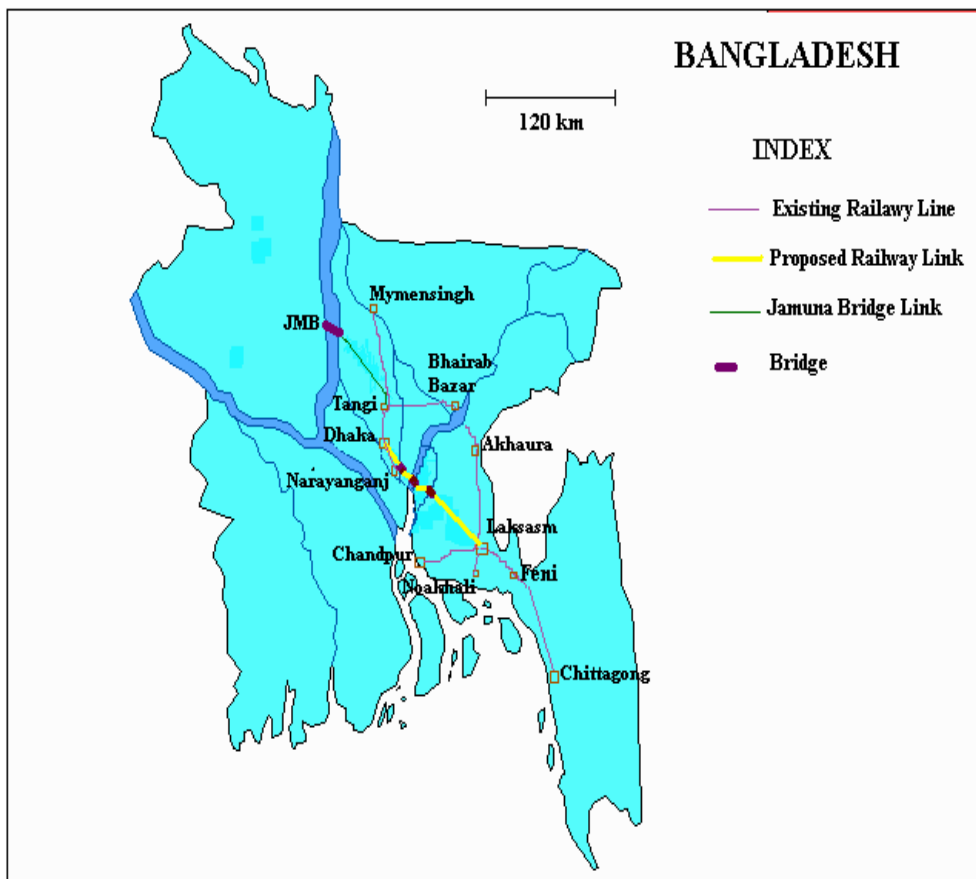 BANGLADESH
120 km
INDEX
Existing Railawy Line
Proposed Railway Link
Jamuna Bridge Link
Bridge
Mymensingh
JMB
Bhairab
Bazar
Tangi
Dhaka
Akhaura
Narayanganj
Laksasm
Chandpur
Feni
Noakhali
Chittagong